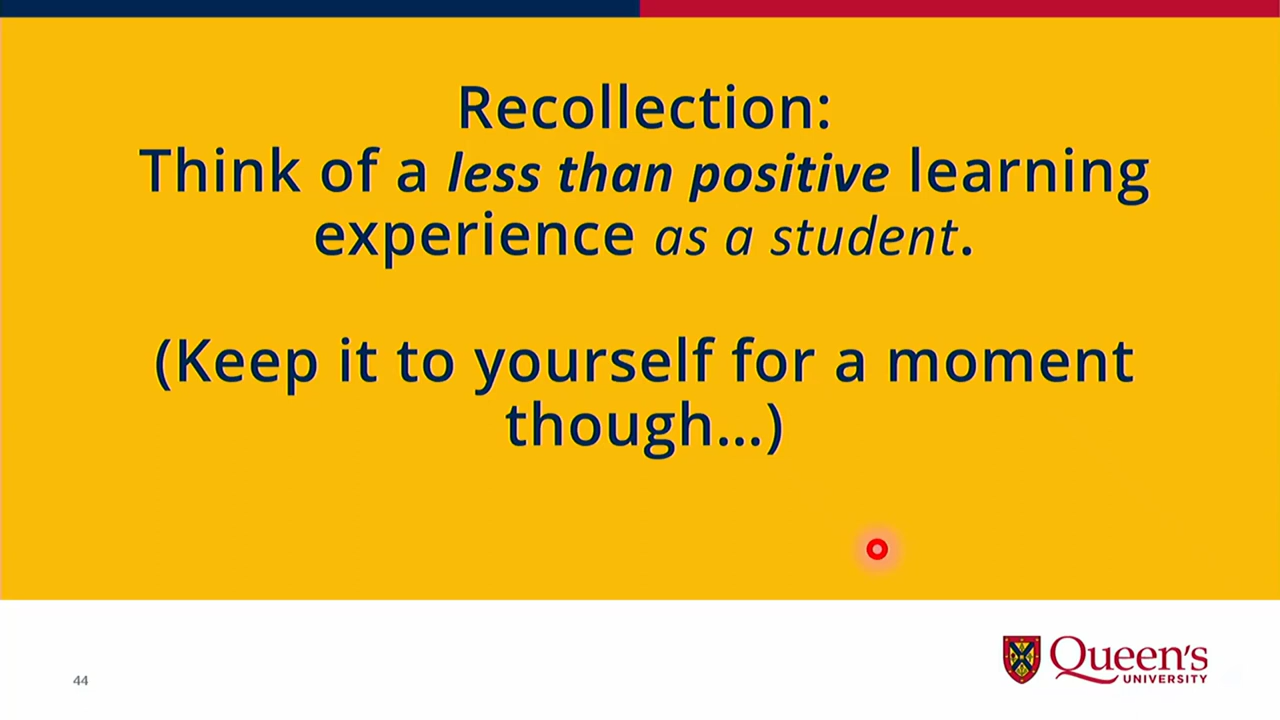 Recollection:
Think of a less than positive learning
experience as a student.
(Keep it to yourself for a moment
though...)
44
Queen's
UNIVERSITY